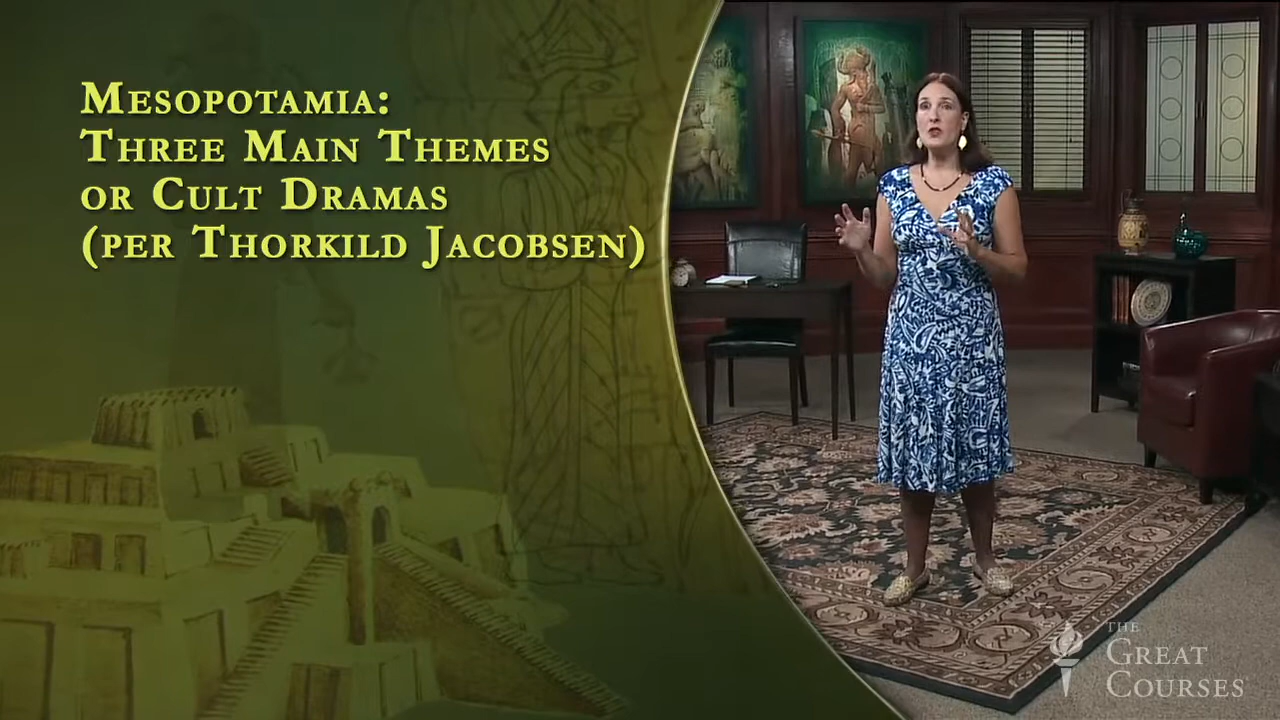 MESOPOTAMIA:
THREE MAIN THEMES
OR CULT DRAMAS
(PER THORKILD JACOBSEN)
THE
GREAT
COURSES